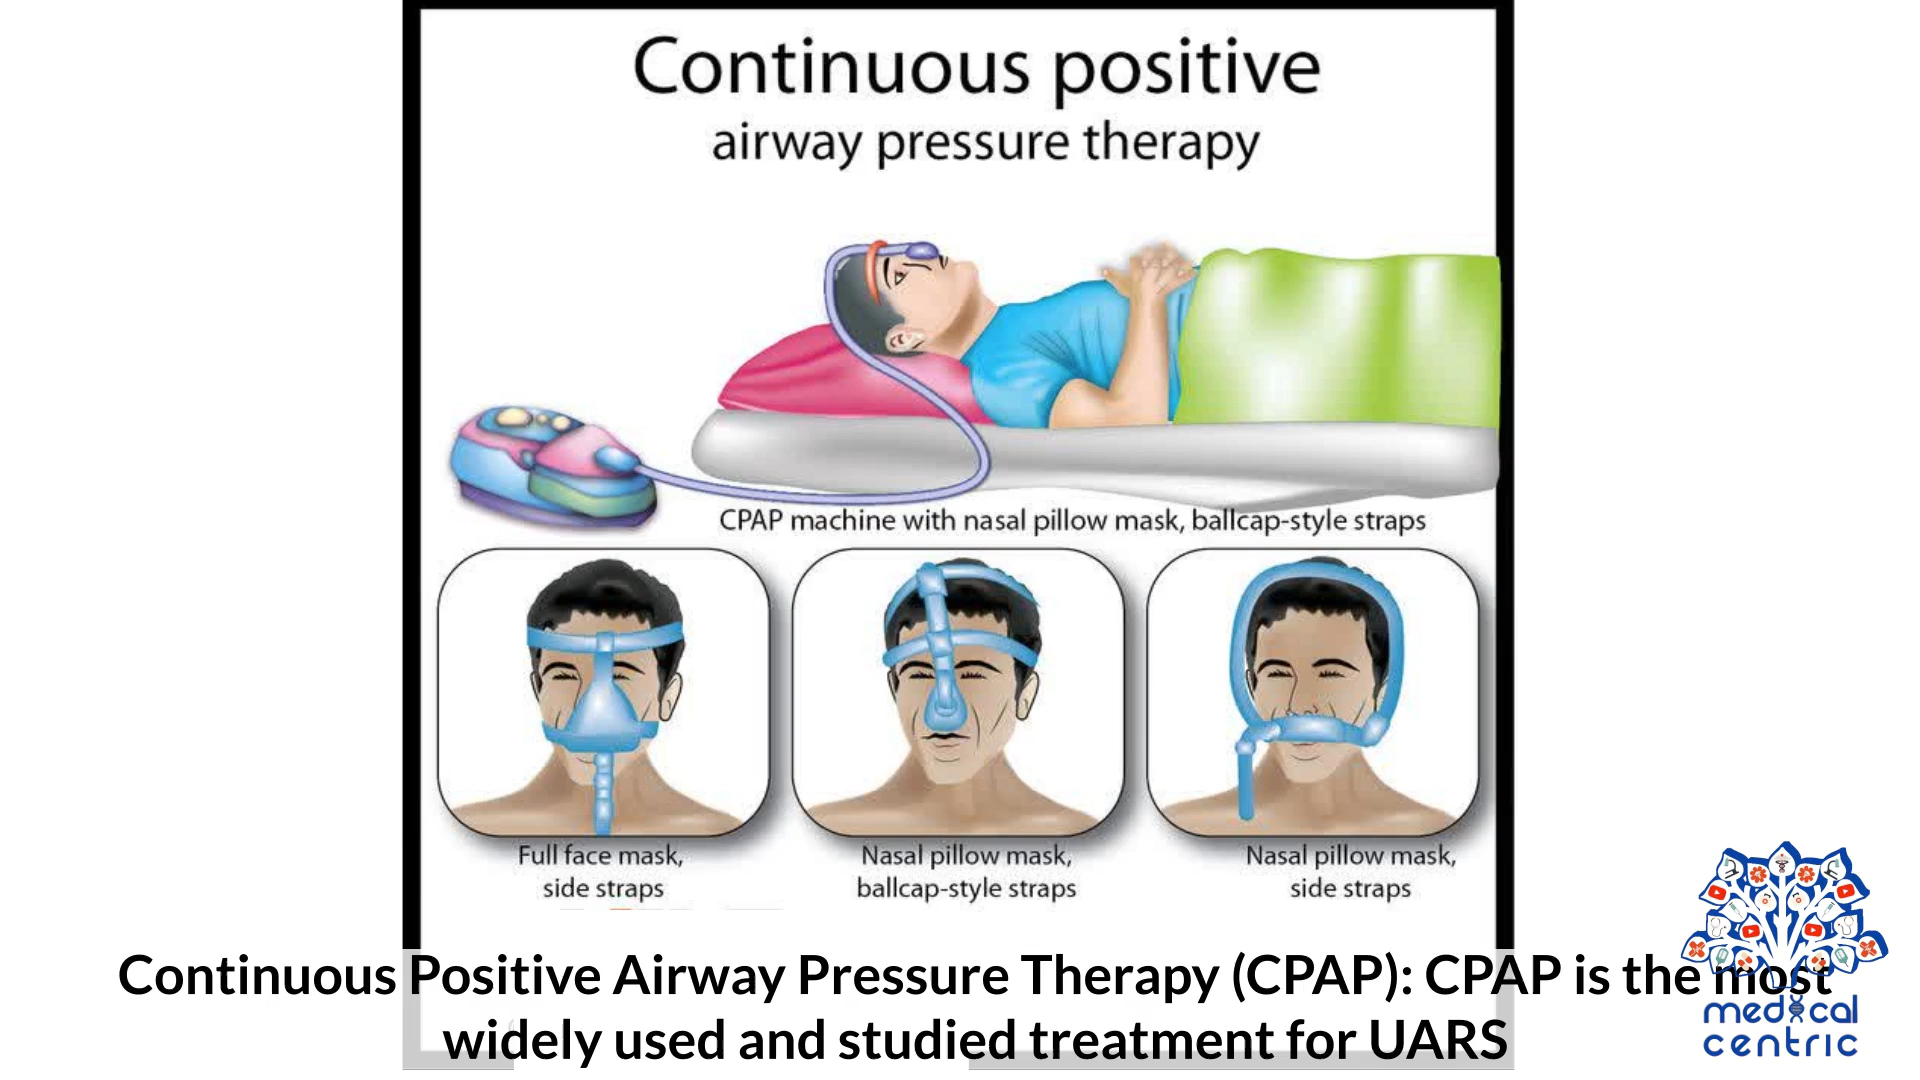 Continuous positive
airway pressure therapy
CPAP machine with nasal pillow mask, ballcap-style straps
Full face mask,
side straps
Nasal pillow mask,
ballcap-style straps
Nasal pillow mask,
side straps
Continuous Positive Airway Pressure Therapy (CPAP): CPAP is the most
widely used and studied treatment for UARS
medical
centric